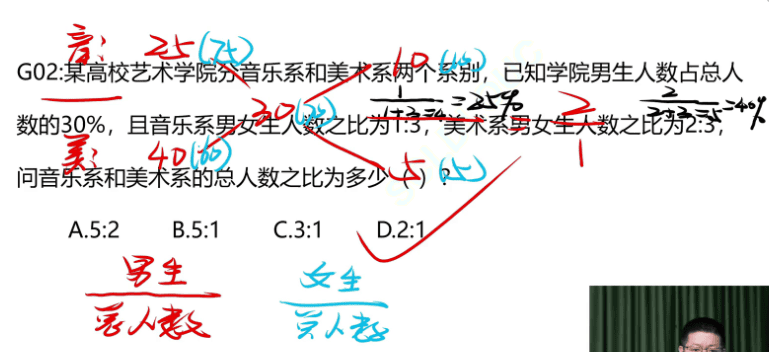 音： 25(75) 10(10)
G02:某高校艺术学院分音乐系和美术系两个系别，已知学院男生人数占总人
30(70) 1/1+3=4=25% 2/1 2/2+3=5=40%
数的30%，且音乐系男女生人数之比为1:3，美术系男女生人数之比为2:3，
美： 40(60) 5(5)
问音乐系和美术系的总人数之比为多少（ ）？
A.5:2 B.5:1 C.3:1 D.2:1
男生 女生
总人数 总人数